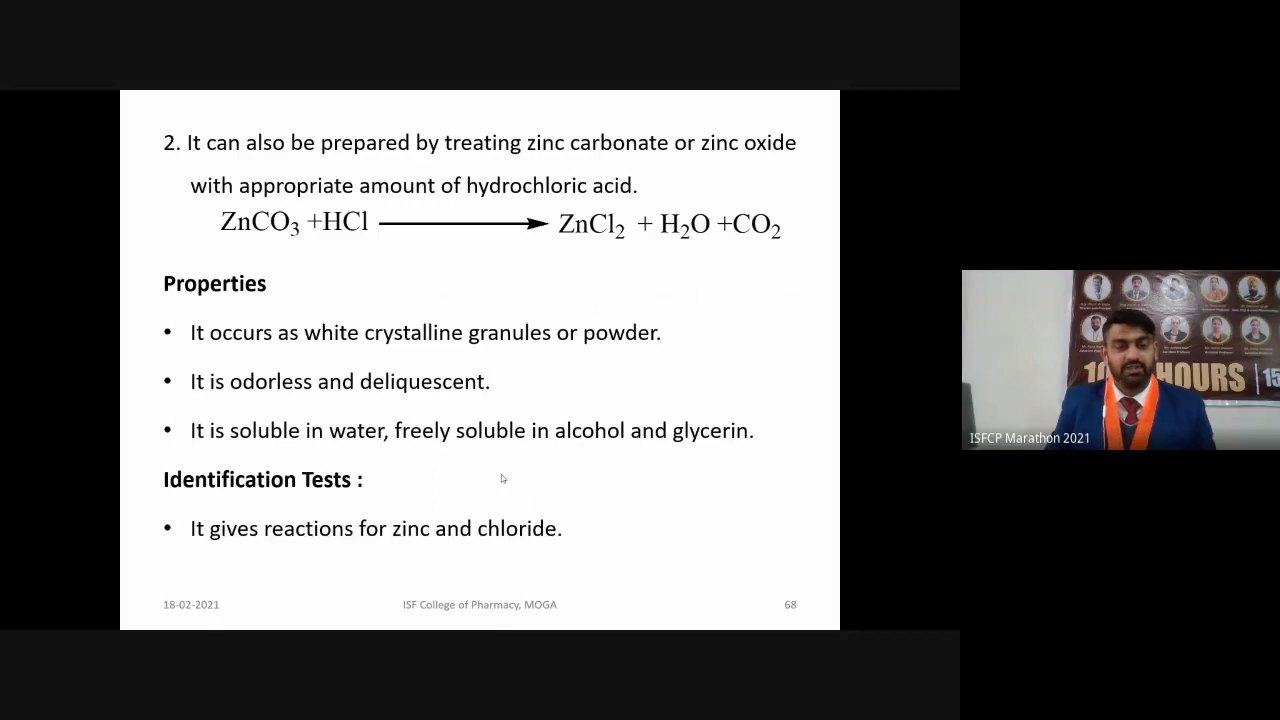 2. It can also be prepared by treating zinc carbonate or zinc oxide
with appropriate amount of hydrochloric acid.
ZnCO3 +HCl ZnCl2 + H2O +CO2
Properties
• It occurs as white crystalline granules or powder.
• It is odorless and deliquescent.
• It is soluble in water, freely soluble in alcohol and glycerin.
Identification Tests :
• It gives reactions for zinc and chloride.
18-02-2021 ISF College of Pharmacy, MOGA 68
HOURS
ISFCP Marathon 2021